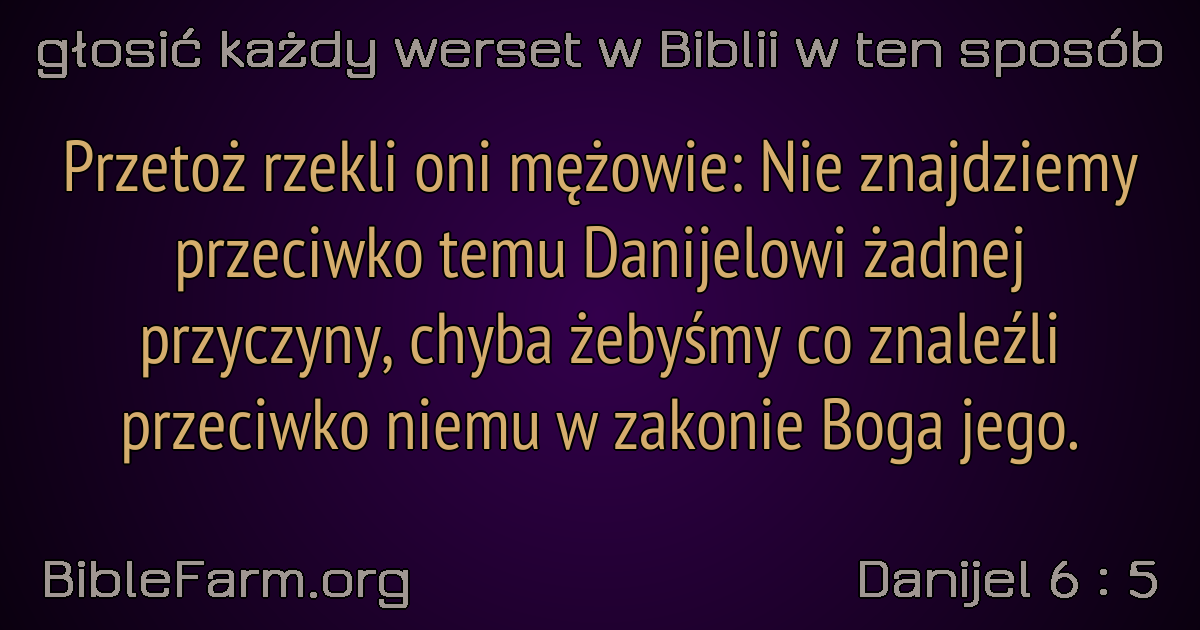 głosić każdy werset w Biblii w ten sposób
Przetoż rzekli oni mężowie: Nie znajdziemy
przeciwko temu Danijelowi żadnej
przyczyny, chyba żebyśmy co znaleźli
przeciwko niemu w zakonie Boga jego.
BibleFarm.org
Danijel 6 : 5